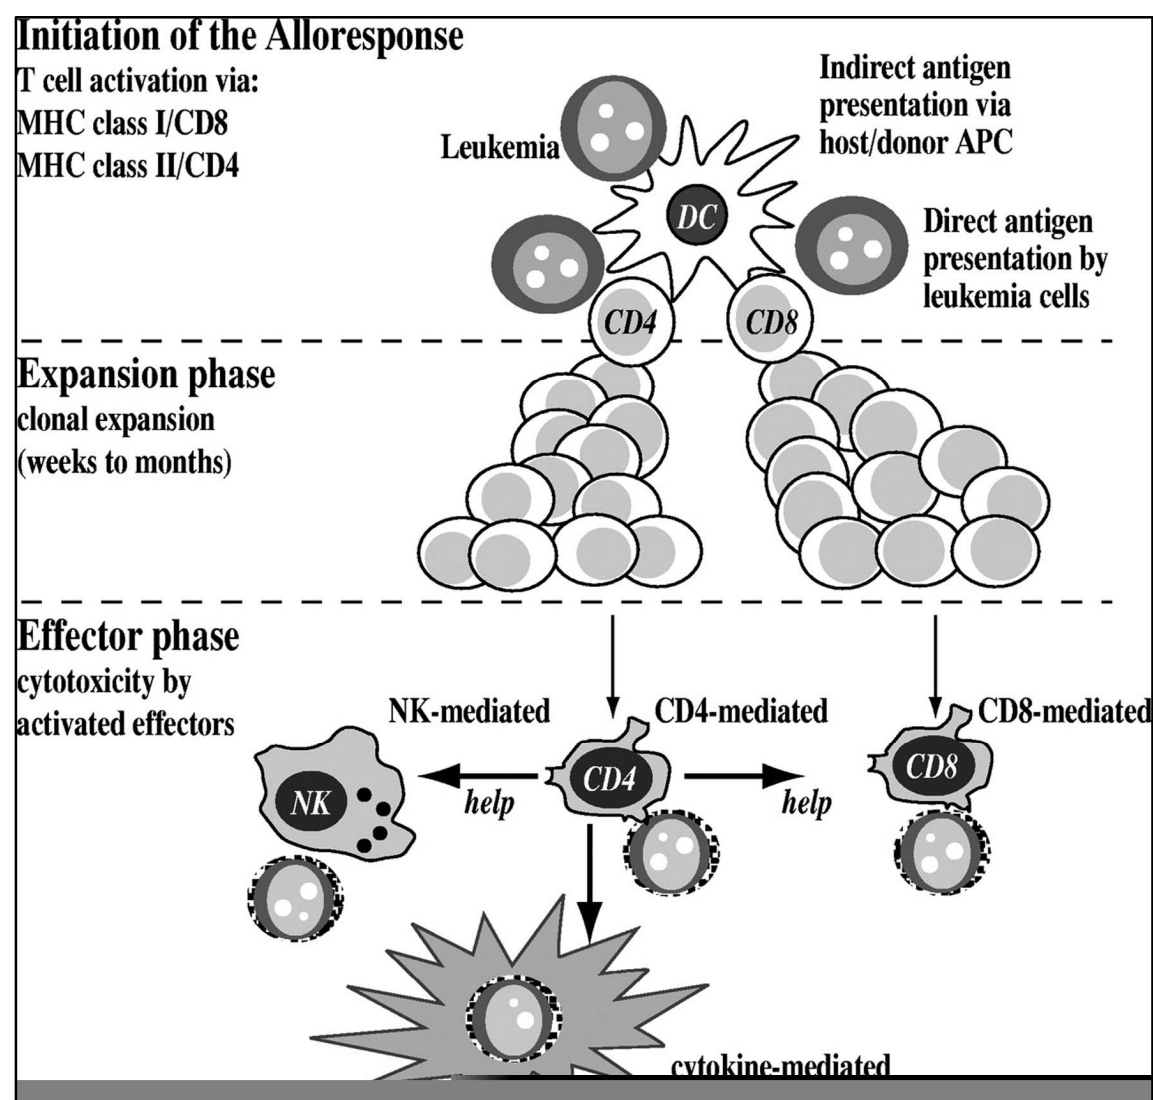 Initiation of the Alloresponse
T cell activation via:
MHC class I/CD8
MHC class II/CD4
Leukemia
Indirect antigen
presentation via
host/donor APC
DC
Direct antigen
presentation by
leukemia cells
CD4
CD8
Expansion phase
clonal expansion
(weeks to months)
Effector phase
cytotoxicity by
activated effectors
NK-mediated
CD4-mediated
CD8-mediated
NK
help
CD4
help
CD8
cytokine-mediated